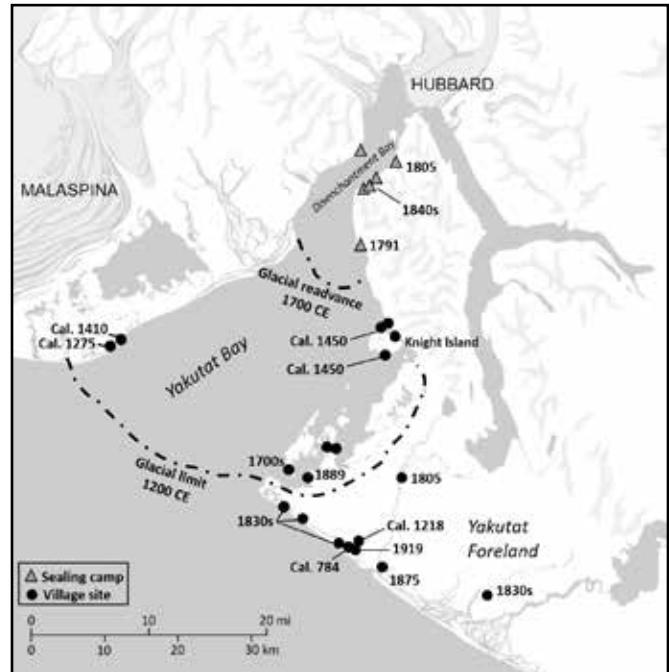 HUBBARD
MALASPINA
Disenchantment Bay
1805
1840s
1791
Glacial readvance
1700 CE
Cal. 1410
Cal. 1275
Cal. 1450
Knight Island
Cal. 1450
Yakutat Bay
Glacial limit
1200 CE
1700s
1889
1805
1830s
Cal. 1218
1919
Cal. 784
1875
Yakutat
Foreland
1830s
Sealing camp
Village site
0 10 20 mi
0 10 20 30 km